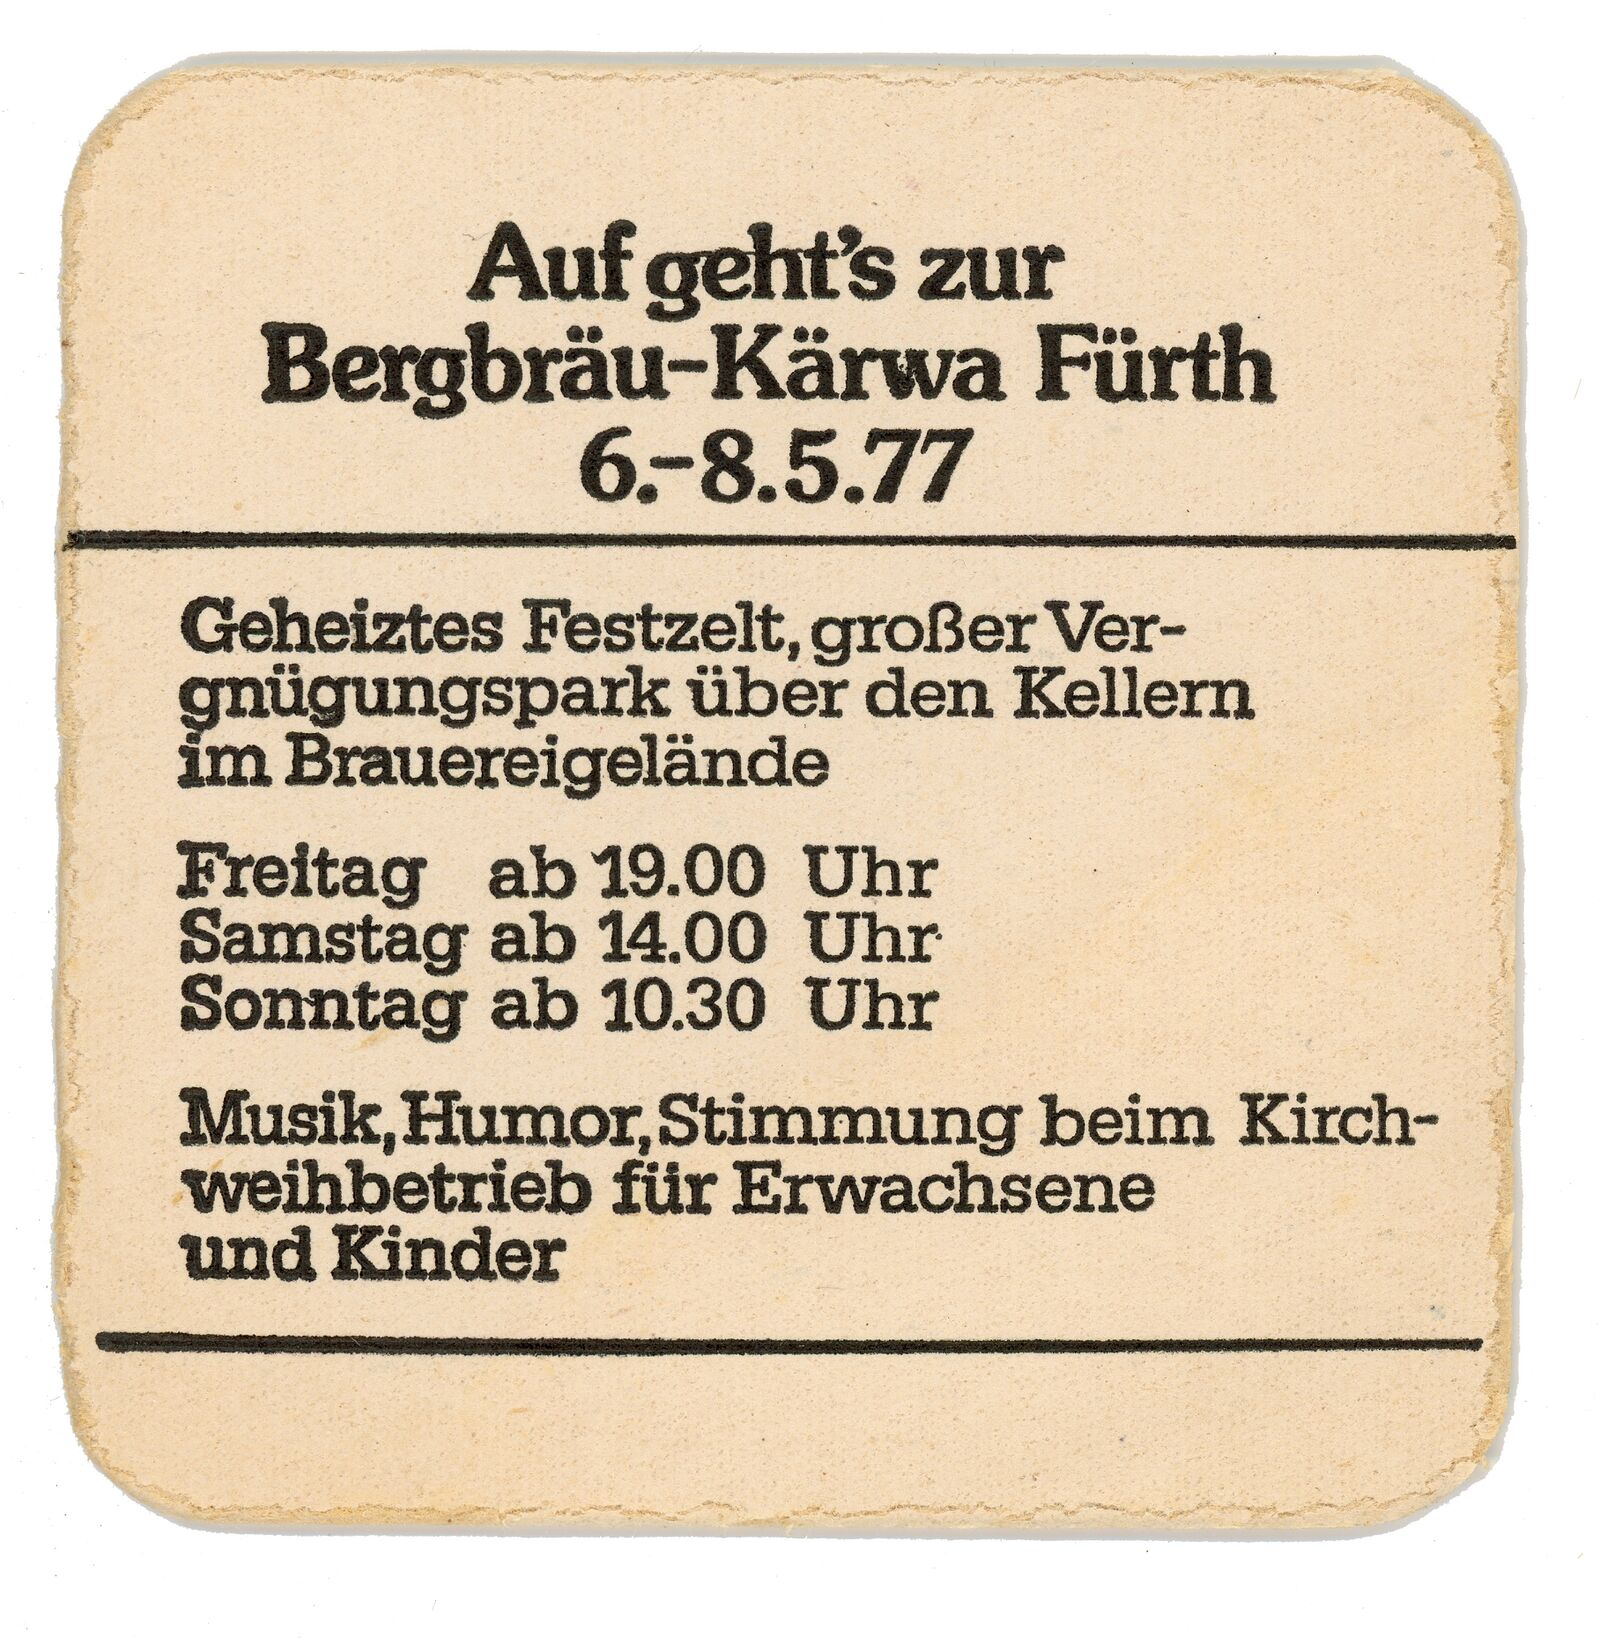 Auf geht's zur
Bergbräu-Kärwa Fürth
6.-8.5.77
Geheiztes Festzelt, großer Ver-
gnügungspark über den Kellern
im Brauereigelände
Freitag ab 19.00 Uhr
Samstag ab 14.00 Uhr
Sonntag ab 10.30 Uhr
Musik, Humor, Stimmung beim Kirch-
weihbetrieb für Erwachsene
und Kinder